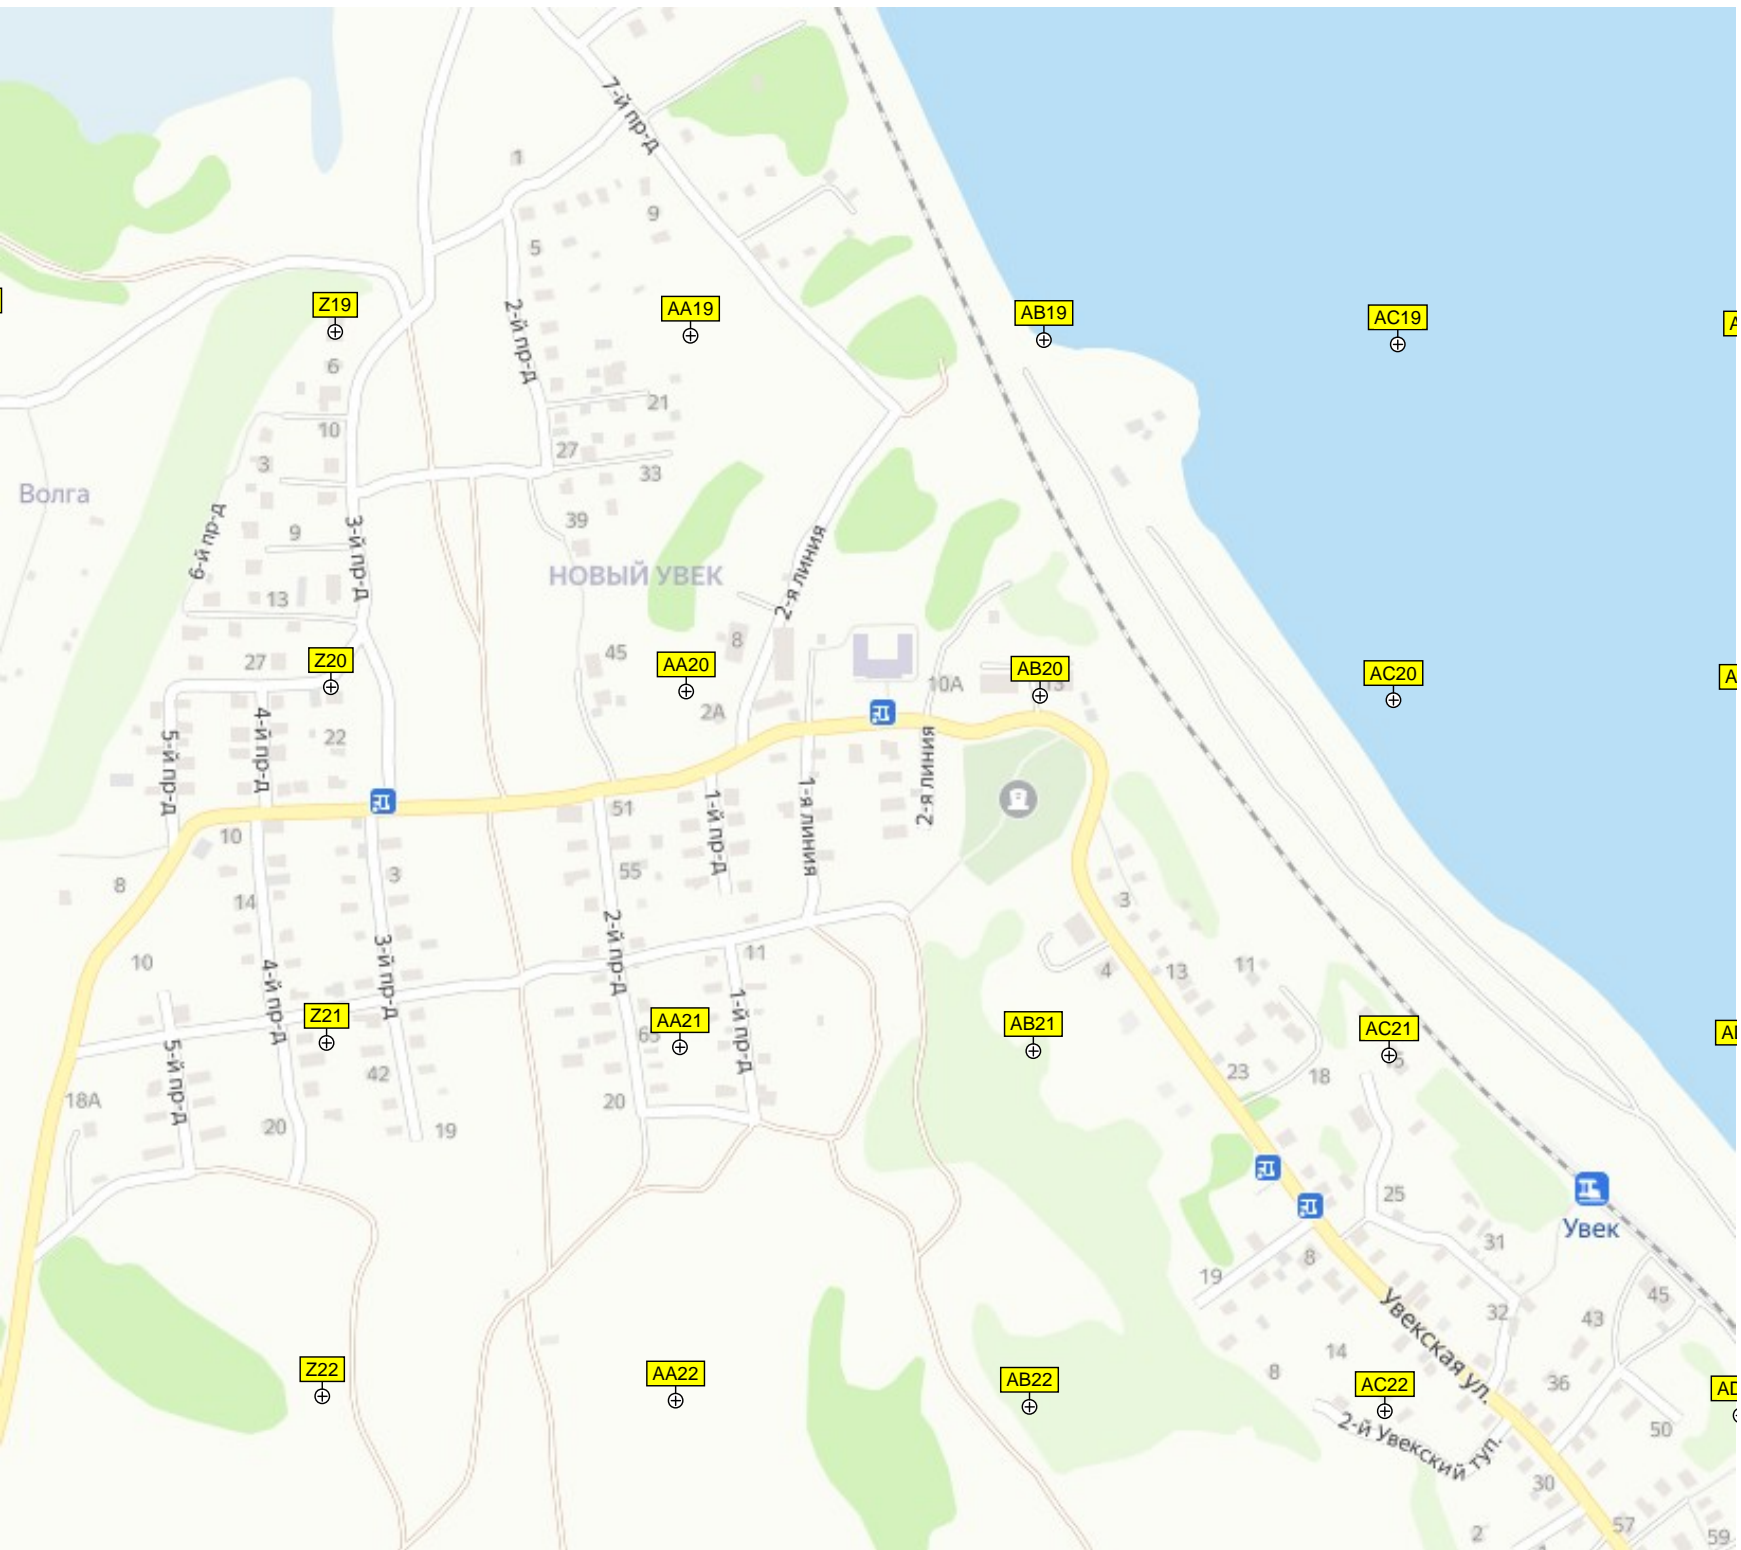 7-й пр-д
1
9
5
Z19
AA19
AB19
AC19
2-й пр-д
6
21
10
27
3
33
Волга
39
9
3-й пр-д
6-й пр-д
2-я линия
НОВЫЙ УВЕК
13
8
45
27
Z20
AA20
AB20
AC20
10А
13
2А
22
4-й пр-д
5-й пр-д
2-я линия
51
1-й пр-д
1-я линия
10
55
3
8
14
3
2-й пр-д
11
3-й пр-д
10
4-й пр-д
4
13
11
Z21
AA21
AB21
AC21
1-й пр-д
65
5-й пр-д
42
23
18
18А
20
20
19
25
Увек
31
8
19
45
32
43
Увекская ул.
14
8
Z22
AA22
AB22
AC22
36
50
2-й Увекский туп.
30
57
2
59